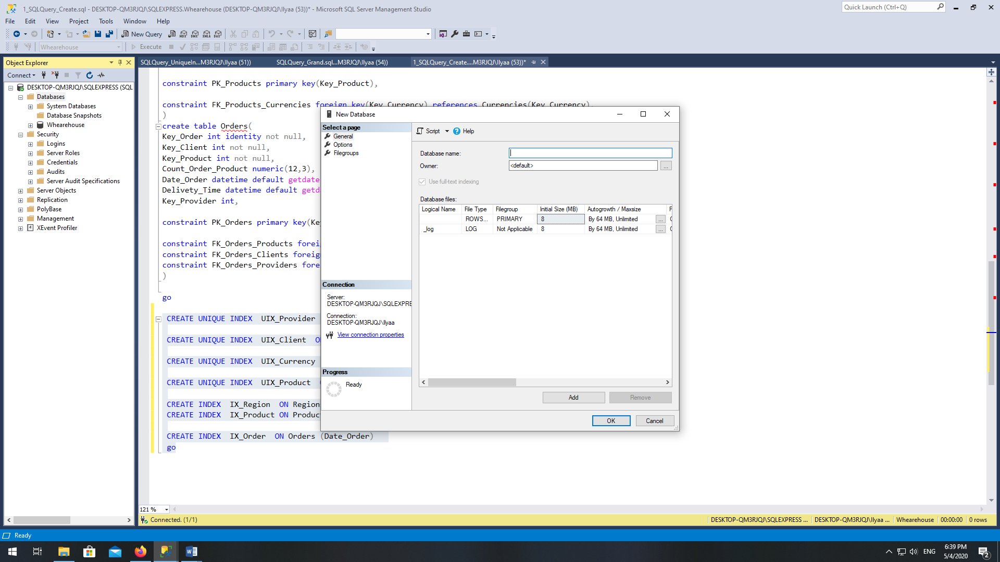 1_SQLQuery_Create.sql - DESKTOP-QM3RJQJ\SQLEXPRESS.Whearehouse (DESKTOP-QM3RJQJ\Ilyaa (53))* - Microsoft SQL Server Management Studio
Quick Launch (Ctrl+Q)
File Edit View Project Tools Window Help
New Query MDX DMX XMLA DAX
Whearehouse Execute
Object Explorer
SQLQuery_UniqueIn...M3RJQJ\Ilyaa (51)) SQLQuery_Grand.sql...M3RJQJ\Ilyaa (54)) 1_SQLQuery_Create....M3RJQJ\Ilyaa (53))*
Connect
DESKTOP-QM3RJQJ\SQLEXPRESS (SQL
Databases
System Databases
Database Snapshots
Whearehouse
Security
Logins
Server Roles
Credentials
Audits
Server Audit Specifications
Server Objects
Replication
PolyBase
Management
XEvent Profiler
constraint PK_Products primary key(Key_Product),
constraint FK_Products_Currencies foreign key(Key_Currency) references Currencies(Key_Currency),
)
create table Orders(
Key_Order int identity not null,
Key_Client int not null,
Key_Product int not null,
Count_Order_Product numeric(12,3),
Date_Order datetime default getdate
Delivety_Time datetime default getd
Key_Provider int,
constraint PK_Orders primary key(Ke
constraint FK_Orders_Products forei
constraint FK_Orders_Clients foreig
constraint FK_Orders_Providers fore
)
go
CREATE UNIQUE INDEX UIX_Provider
CREATE UNIQUE INDEX UIX_Client O
CREATE UNIQUE INDEX UIX_Currency
CREATE UNIQUE INDEX UIX_Product
CREATE INDEX IX_Region ON Region
CREATE INDEX IX_Product ON Produc
CREATE INDEX IX_Order ON Orders (Date_Order)
go
New Database
Select a page
General
Options
Filegroups
Script Help
Database name:
Owner: <default> ...
Use full-text indexing
Database files:
Logical Name File Type Filegroup Initial Size (MB) Autogrowth / Maxsize P
ROWS... PRIMARY 8 By 64 MB, Unlimited ...
_log LOG Not Applicable 8 By 64 MB, Unlimited ...
Connection
Server:
DESKTOP-QM3RJQJ\SQLEXPRE
Connection:
DESKTOP-QM3RJQJ\Ilyaa
View connection properties
Progress
Ready
Add Remove
OK Cancel
121 %
Connected. (1/1) DESKTOP-QM3RJQJ\SQLEXPRESS ... DESKTOP-QM3RJQJ\Ilyaa ... Whearehouse 00:00:00 0 rows
Ready
ENG
6:39 PM
5/4/2020
2